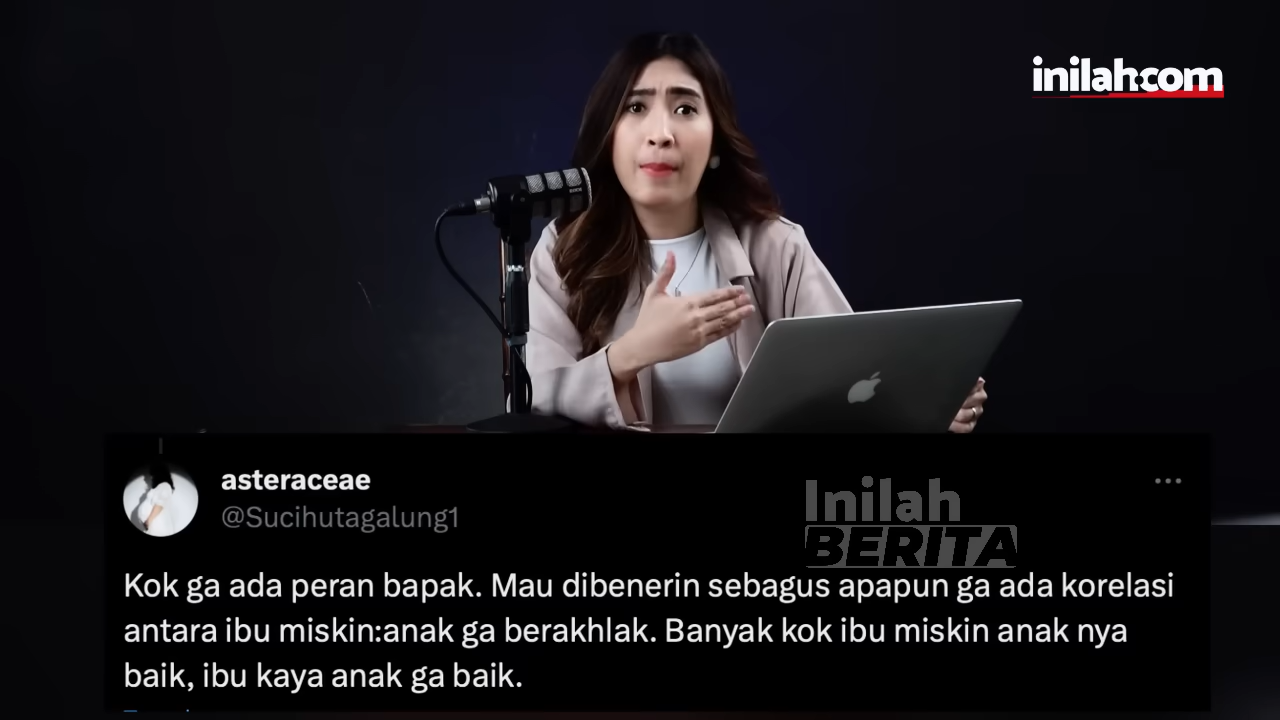 inilah:com
asteraceae
@Sucihutagalung1
Inilah
BERITA
Kok ga ada peran bapak. Mau dibenerin sebagus apapun ga ada korelasi
antara ibu miskin:anak ga berakhlak. Banyak kok ibu miskin anak nya
baik, ibu kaya anak ga baik.